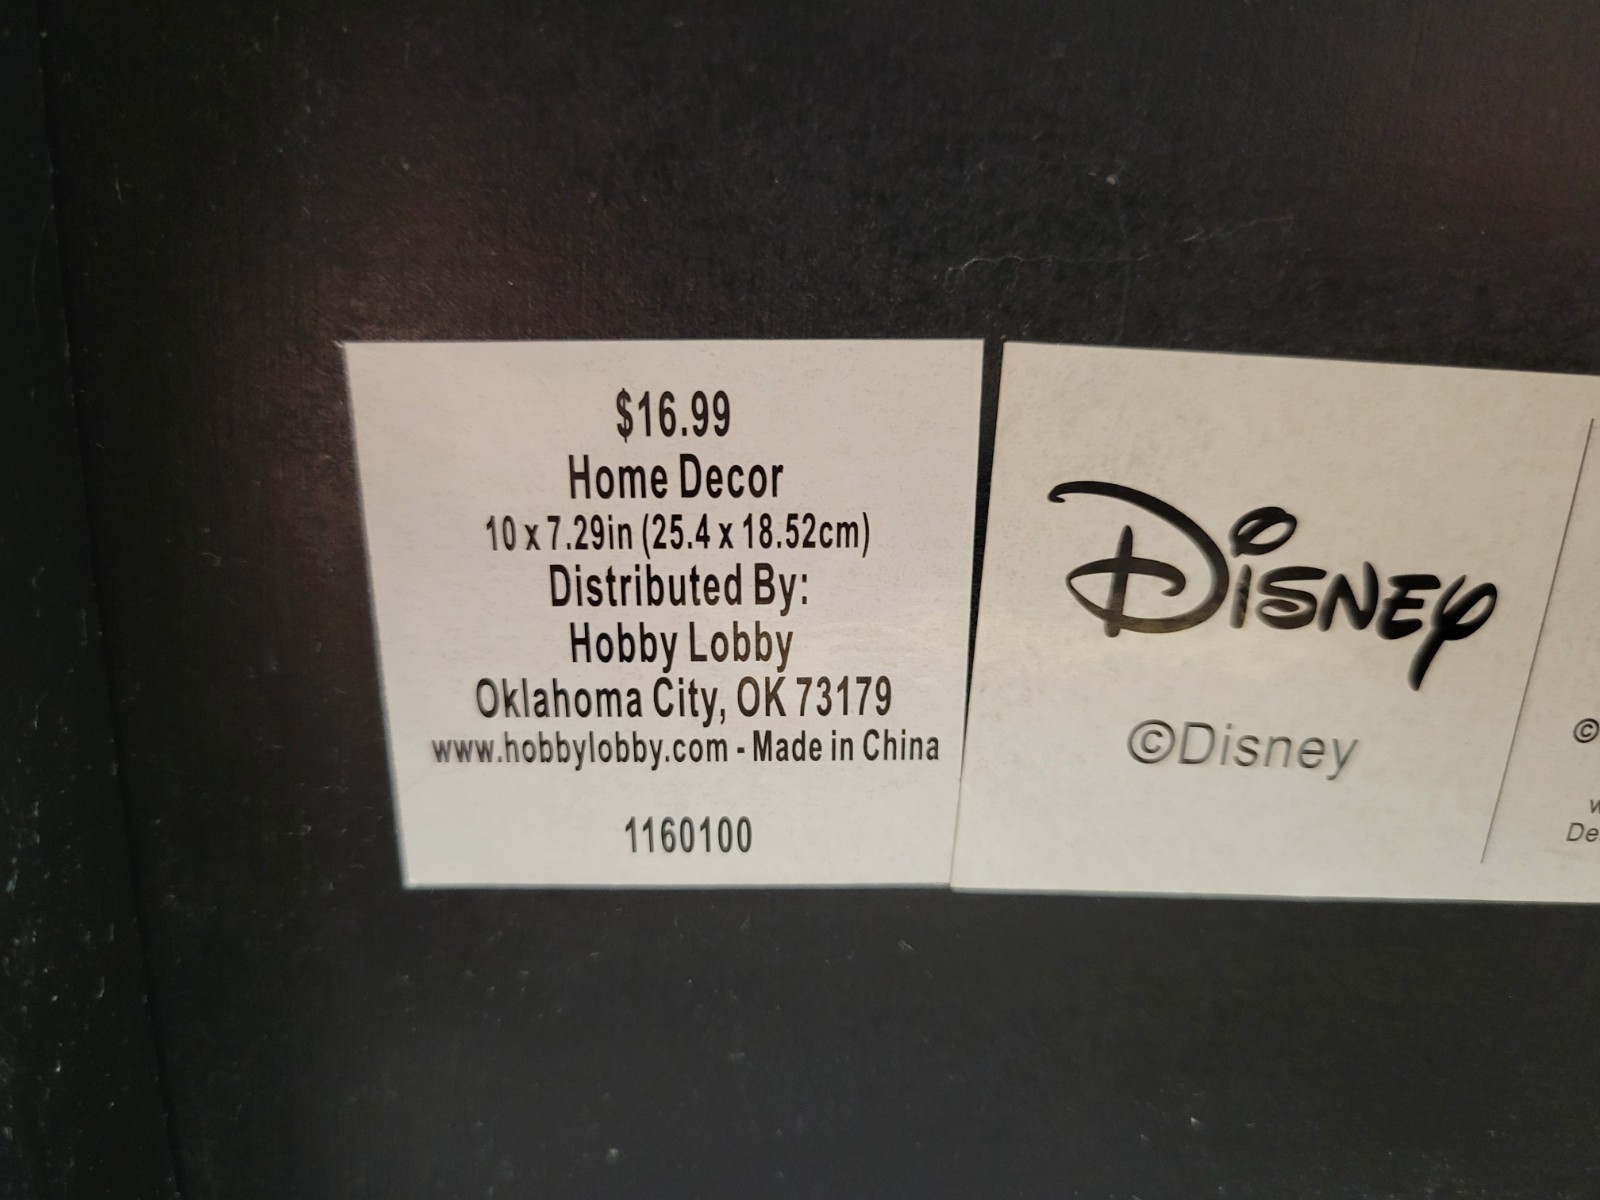 $16.99
Home Decor
10 x 7.29in (25.4 x 18.52cm)
Distributed By:
Hobby Lobby
Oklahoma City, OK 73179
www.hobbylobby.com - Made in China
1160100
Disney
©Disney
©